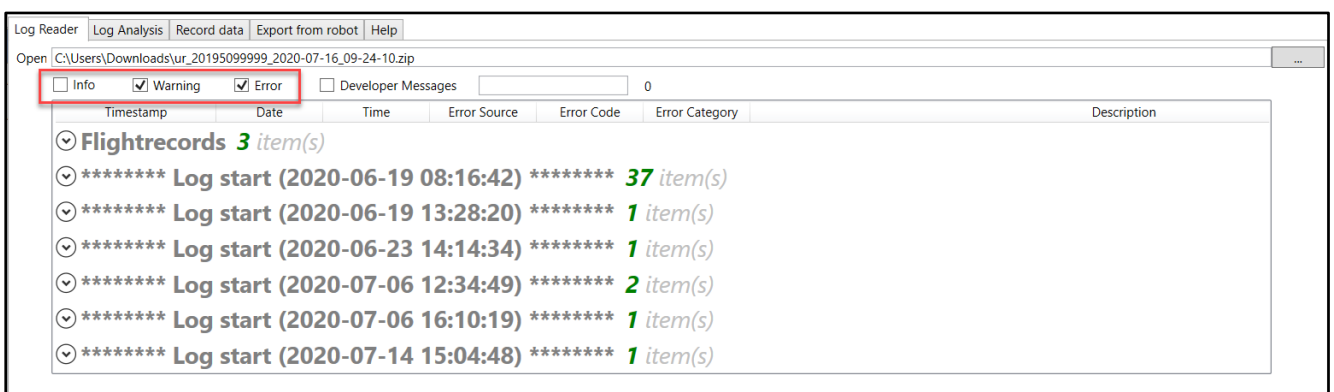 Log Reader Log Analysis Record data Export from robot Help
Open C:\Users\Downloads\ur_20195099999_2020-07-16_09-24-10.zip ...
Info Warning Error Developer Messages 0
Timestamp Date Time Error Source Error Code Error Category Description
Flightrecords 3 item(s)
******** Log start (2020-06-19 08:16:42) ******** 37 item(s)
******** Log start (2020-06-19 13:28:20) ******** 1 item(s)
******** Log start (2020-06-23 14:14:34) ******** 1 item(s)
******** Log start (2020-07-06 12:34:49) ******** 2 item(s)
******** Log start (2020-07-06 16:10:19) ******** 1 item(s)
******** Log start (2020-07-14 15:04:48) ******** 1 item(s)